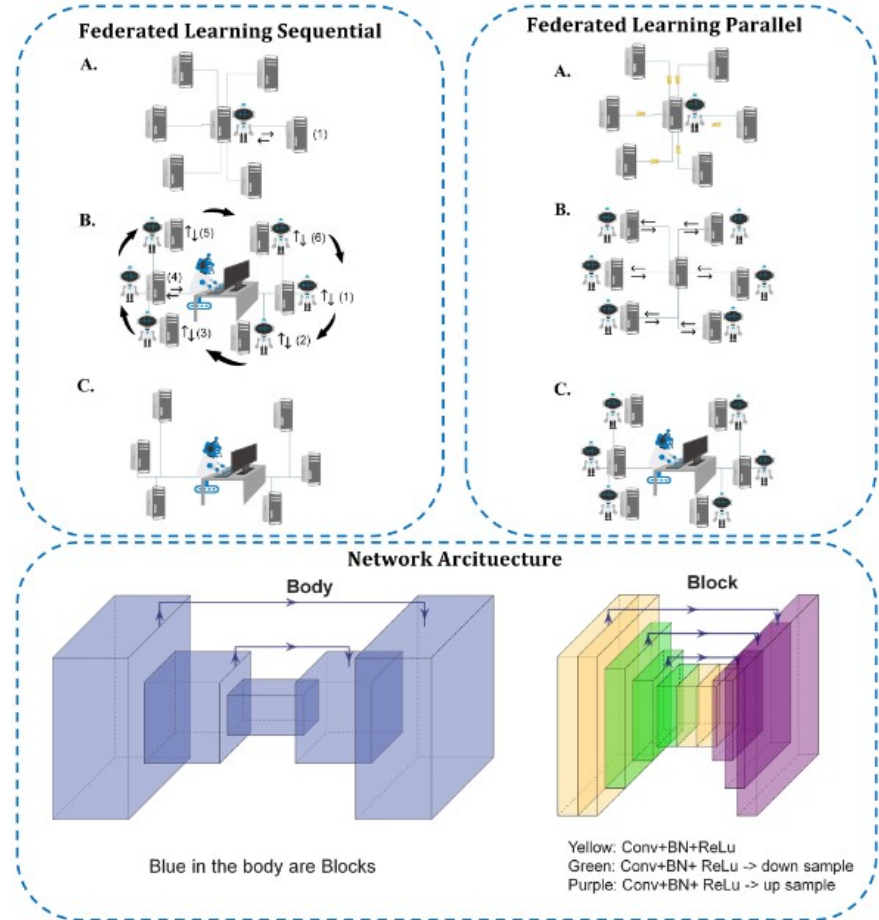 Federated Learning Sequential
A.
(1)
B.
(5)
(6)
(4)
(1)
(3)
(2)
C.
Federated Learning Parallel
A.
B.
C.
Network Arcituecture
Body
Block
Blue in the body are Blocks
Yellow: Conv+BN+ReLu
Green: Conv+BN+ ReLu -> down sample
Purple: Conv+BN+ ReLu -> up sample